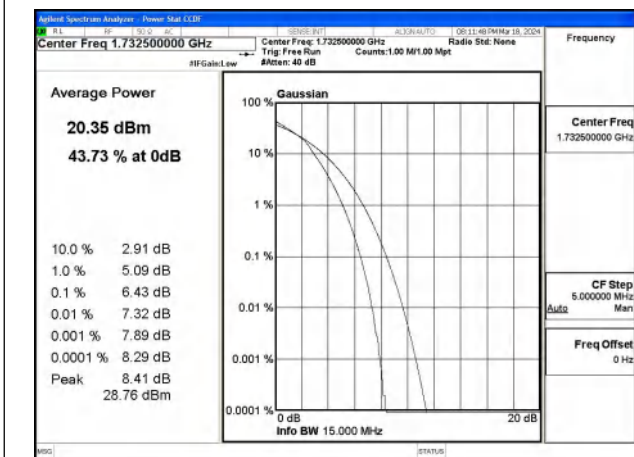 Agilent Spectrum Analyzer - Power Stat CCDF
RL RF 50 Ω AC SENSE:INT ALIGNAUTO 08:11:48 PM Mar 18, 2024
Center Freq 1.732500000 GHz
Center Freq: 1.732500000 GHz
Radio Std: None
Trig: Free Run
Counts:1.00 M/1.00 Mpt
#IFGain:Low
#Atten: 40 dB
Frequency
Average Power
20.35 dBm
43.73 % at 0dB
10.0 % 2.91 dB
1.0 % 5.09 dB
0.1 % 6.43 dB
0.01 % 7.32 dB
0.001 % 7.89 dB
0.0001 % 8.29 dB
Peak 8.41 dB
28.76 dBm
Gaussian
100 %
10 %
1 %
0.1 %
0.01 %
0.001 %
0.0001 %
0 dB
20 dB
Info BW 15.000 MHz
Center Freq
1.732500000 GHz
CF Step
5.000000 MHz
Auto Man
Freq Offset
0 Hz
MSG
STATUS